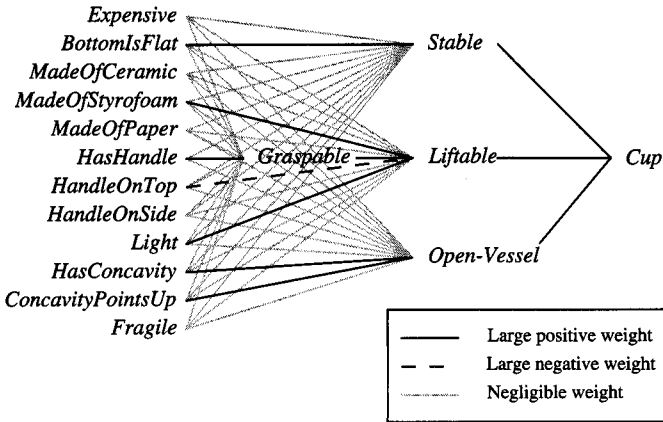 Expensive
BottomIsFlat
Stable
MadeOfCeramic
MadeOfStyrofoam
MadeOfPaper
HasHandle
Graspable
Liftable
Cup
HandleOnTop
HandleOnSide
Light
HasConcavity
Open-Vessel
ConcavityPointsUp
Fragile
Large positive weight
Large negative weight
Negligible weight